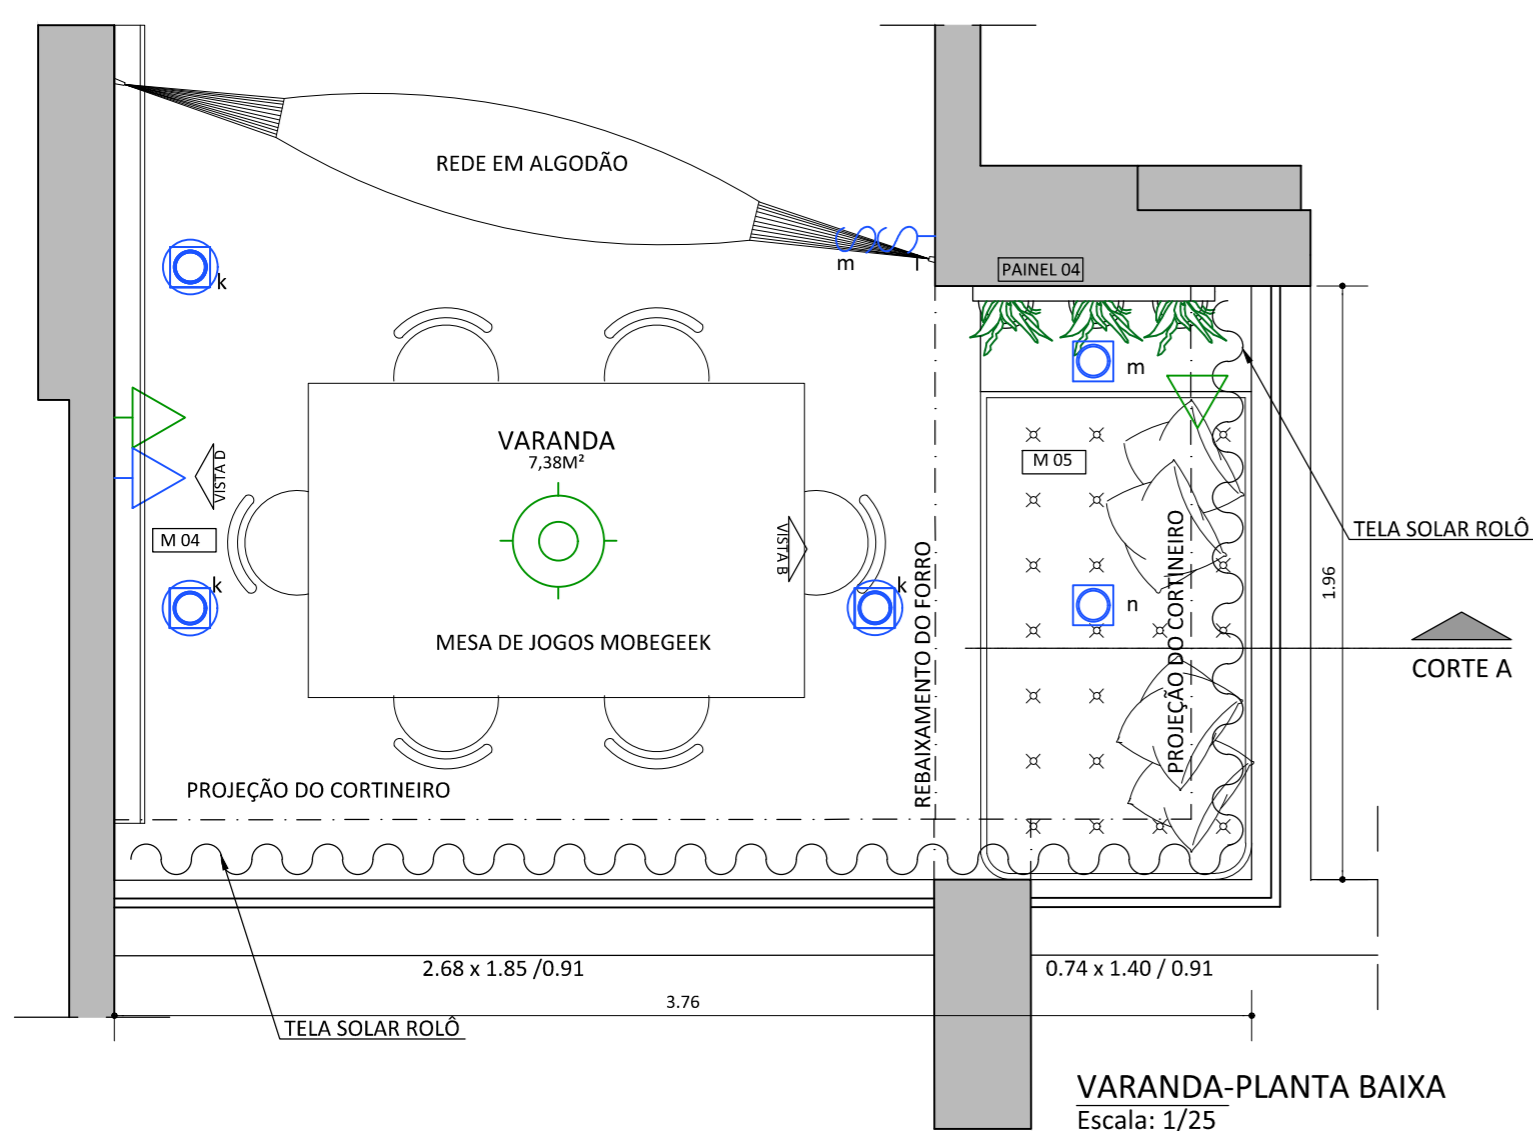 REDE EM ALGODÃO
m
l
PAINEL 04
k
m
VARANDA
7,38M²
VISTA D
M 05
M 04
VISTA B
TELA SOLAR ROLÔ
k
k
n
1.96
REBAIXAMENTO DO FORRO
PROJEÇÃO DO CORTINEIRO
MESA DE JOGOS MOBEGEEK
CORTE A
PROJEÇÃO DO CORTINEIRO
2.68 x 1.85 /0.91
0.74 x 1.40 / 0.91
3.76
TELA SOLAR ROLÔ
VARANDA-PLANTA BAIXA
Escala: 1/25